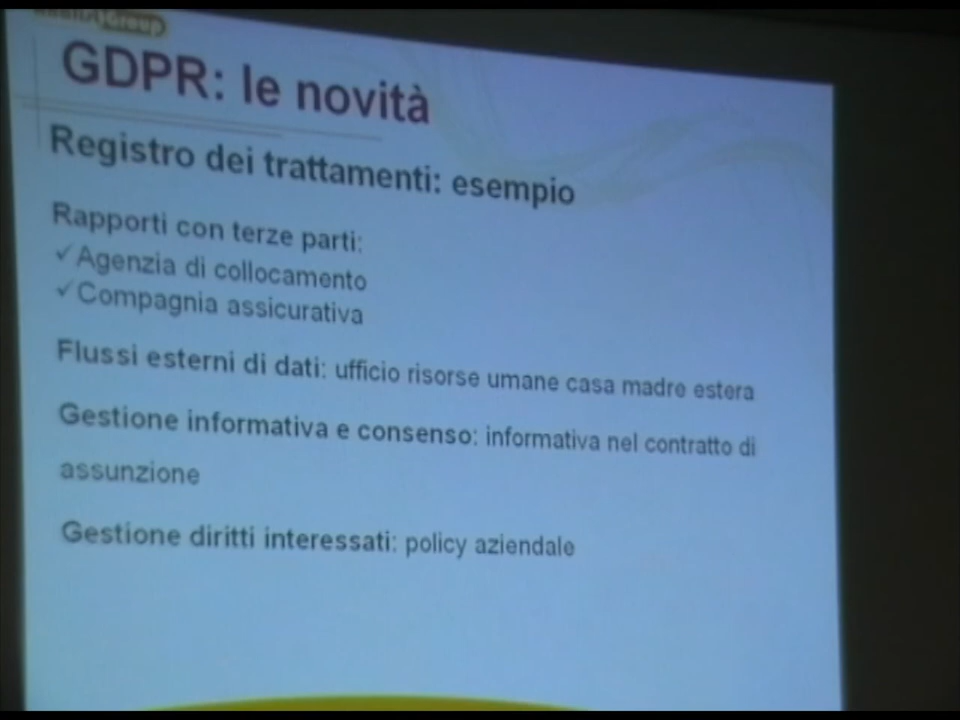 Group
GDPR: le novità
Registro dei trattamenti: esempio
Rapporti con terze parti:
✓Agenzia di collocamento
✓Compagnia assicurativa
Flussi esterni di dati: ufficio risorse umane casa madre estera
Gestione informativa e consenso: informativa nel contratto di
assunzione
Gestione diritti interessati: policy aziendale